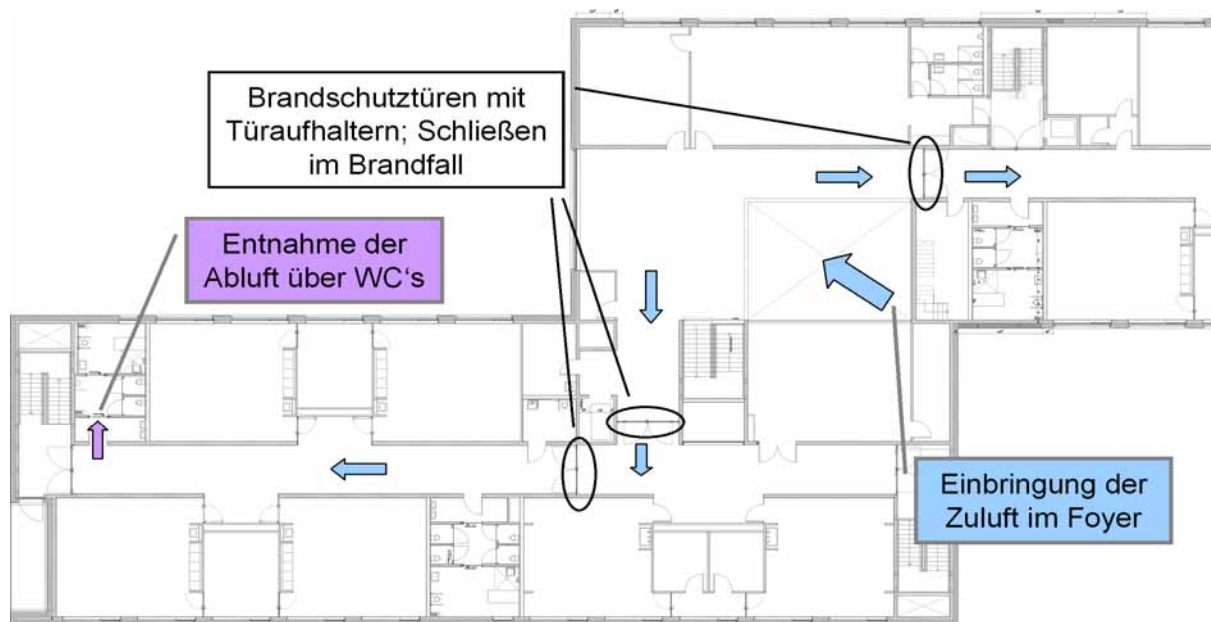 Brandschutztüren mit
Türaufhaltern; Schließen
im Brandfall
Entnahme der
Abluft über WC‘s
Einbringung der
Zuluft im Foyer